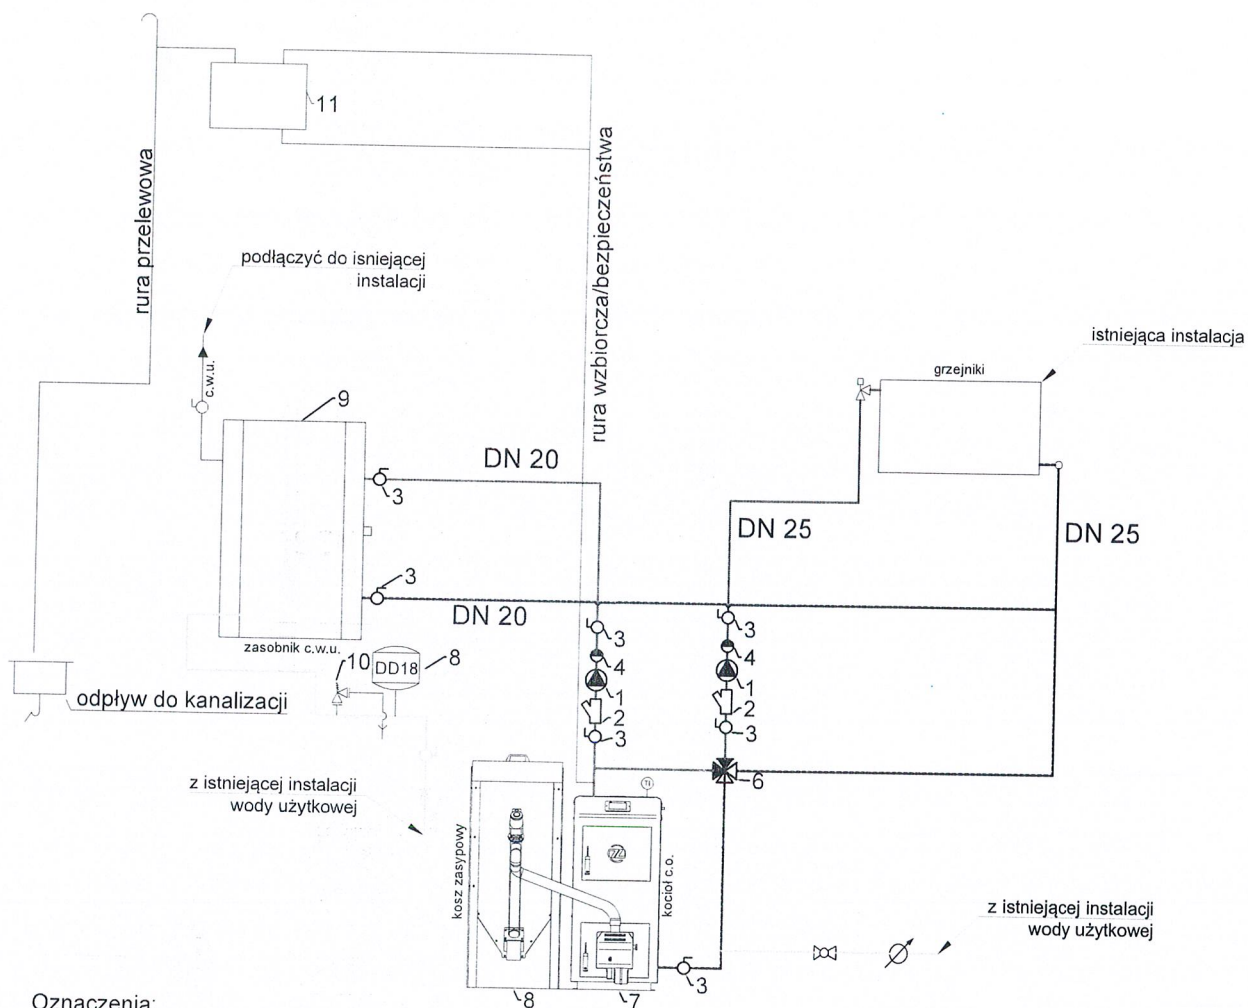 11
rura przelewowa
rura wzbiorcza/bezpieczeństwa
podłączyć do isniejącej
instalacji
c.w.u.
istniejąca instalacja
grzejniki
9
DN 20
3
DN 25
DN 25
3
DN 20
zasobnik c.w.u.
10
DD18
8
3
4
1
2
3
3
4
1
2
3
odpływ do kanalizacji
6
TI
z istniejącej instalacji
wody użytkowej
kosz zasypowy
kocioł c.o.
z istniejącej instalacji
wody użytkowej
3
8
7
Oznaczenia: